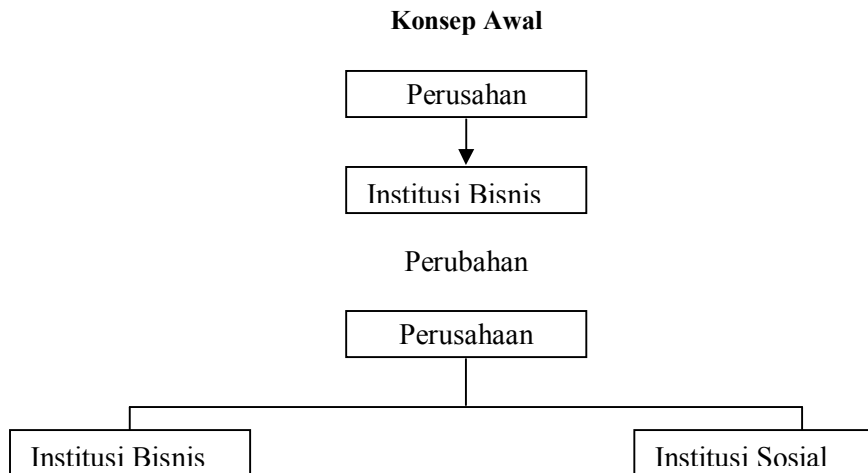 Konsep Awal
Perusahan
Institusi Bisnis
Perubahan
Perusahaan
Institusi Bisnis Institusi Sosial